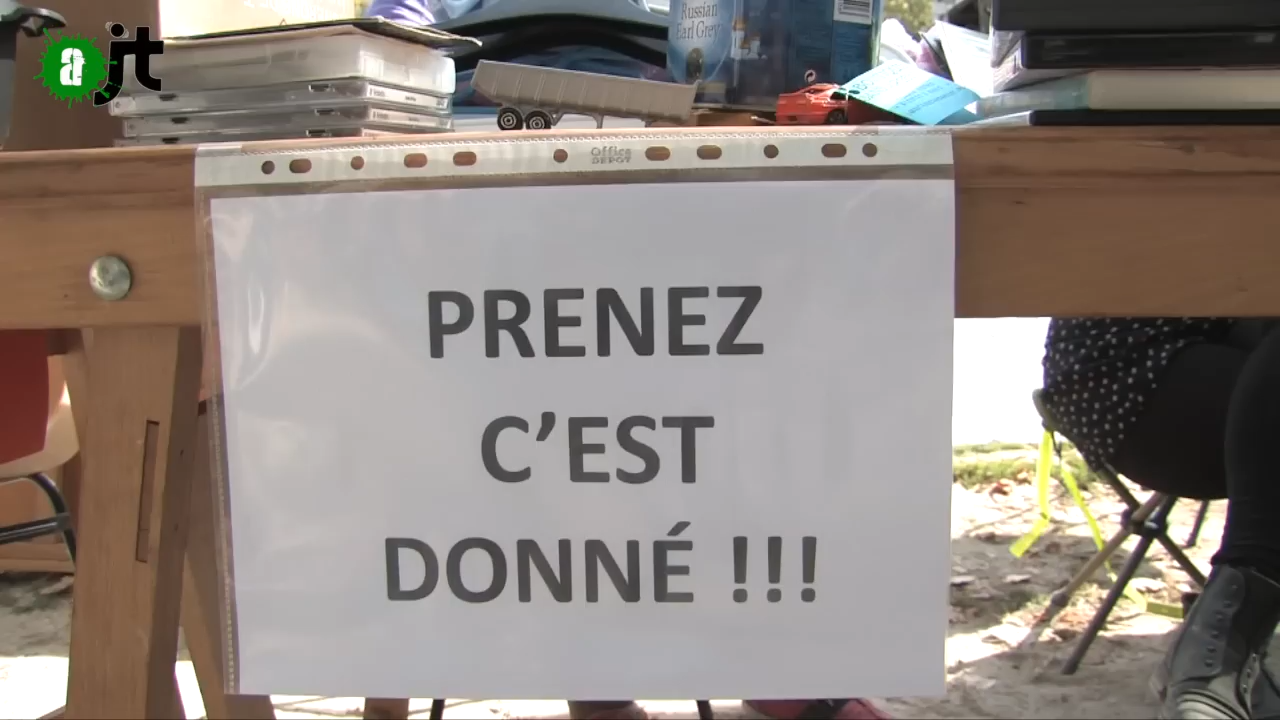 ajt
Russian
Earl Grey
Office
DEPOT
PRENEZ
C'EST
DONNÉ !!!